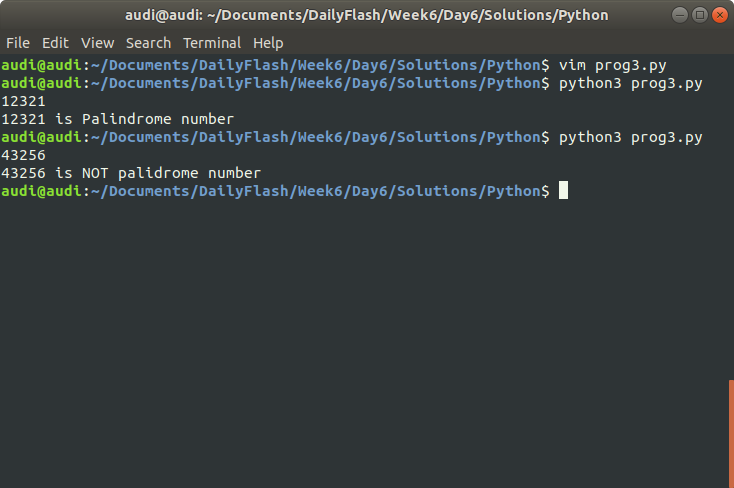 audi@audi: ~/Documents/DailyFlash/Week6/Day6/Solutions/Python
File Edit View Search Terminal Help
audi@audi:~/Documents/DailyFlash/Week6/Day6/Solutions/Python$ vim prog3.py
audi@audi:~/Documents/DailyFlash/Week6/Day6/Solutions/Python$ python3 prog3.py
12321
12321 is Palindrome number
audi@audi:~/Documents/DailyFlash/Week6/Day6/Solutions/Python$ python3 prog3.py
43256
43256 is NOT palidrome number
audi@audi:~/Documents/DailyFlash/Week6/Day6/Solutions/Python$